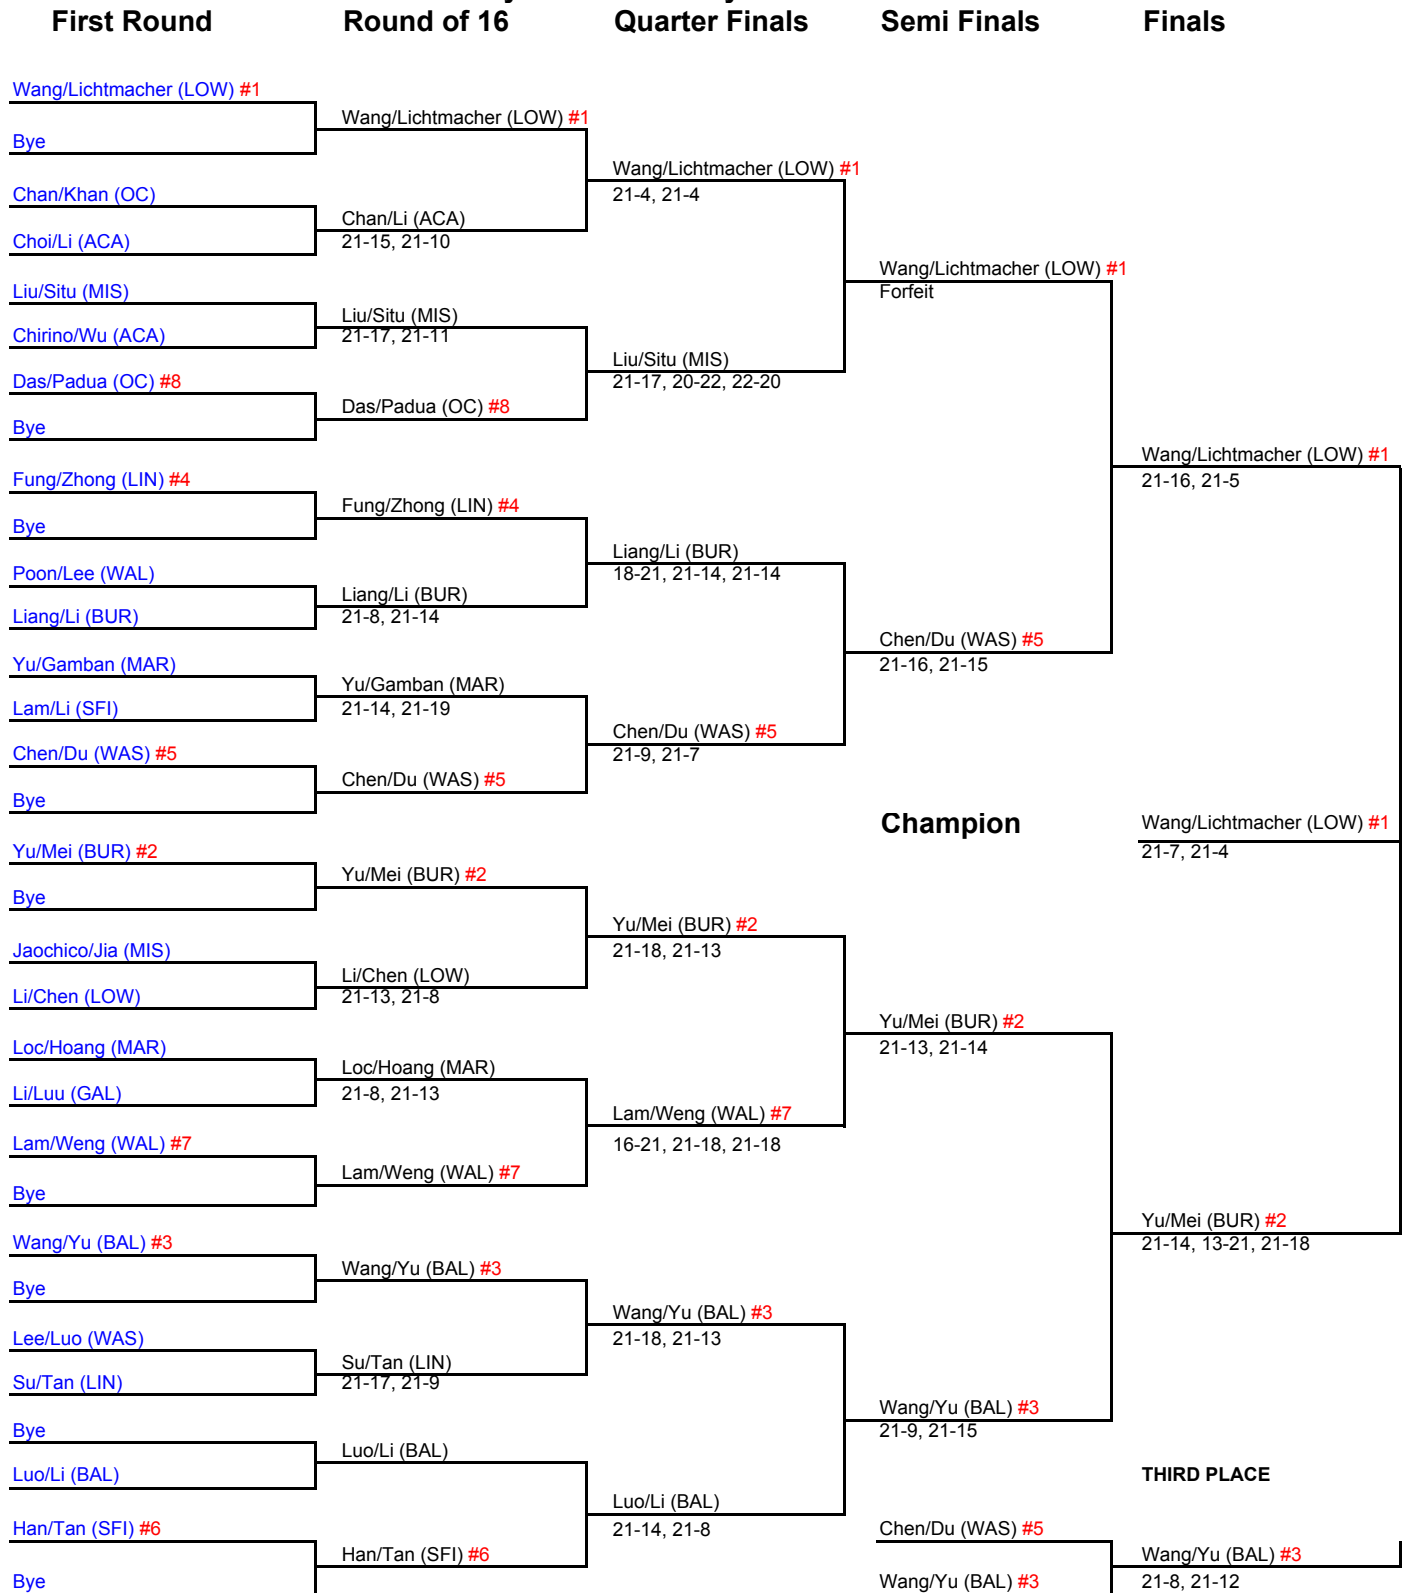 First Round
Round of 16
Quarter Finals
Semi Finals
Finals
Wang/Lichtmacher (LOW) #1
Bye
Chan/Khan (OC)
Choi/Li (ACA)
Liu/Situ (MIS)
Chirino/Wu (ACA)
Das/Padua (OC) #8
Bye
Fung/Zhong (LIN) #4
Bye
Poon/Lee (WAL)
Liang/Li (BUR)
Yu/Gamban (MAR)
Lam/Li (SFI)
Chen/Du (WAS) #5
Bye
Yu/Mei (BUR) #2
Bye
Jaochico/Jia (MIS)
Li/Chen (LOW)
Loc/Hoang (MAR)
Li/Luu (GAL)
Lam/Weng (WAL) #7
Bye
Wang/Yu (BAL) #3
Bye
Lee/Luo (WAS)
Su/Tan (LIN)
Bye
Luo/Li (BAL)
Han/Tan (SFI) #6
Bye
Wang/Lichtmacher (LOW) #1
Chan/Li (ACA)
21-15, 21-10
Liu/Situ (MIS)
21-17, 21-11
Das/Padua (OC) #8
Fung/Zhong (LIN) #4
Liang/Li (BUR)
21-8, 21-14
Yu/Gamban (MAR)
21-14, 21-19
Chen/Du (WAS) #5
Yu/Mei (BUR) #2
Li/Chen (LOW)
21-13, 21-8
Loc/Hoang (MAR)
21-8, 21-13
Lam/Weng (WAL) #7
Wang/Yu (BAL) #3
Su/Tan (LIN)
21-17, 21-9
Luo/Li (BAL)
Han/Tan (SFI) #6
Wang/Lichtmacher (LOW) #1
21-4, 21-4
Liu/Situ (MIS)
21-17, 20-22, 22-20
Liang/Li (BUR)
18-21, 21-14, 21-14
Chen/Du (WAS) #5
21-9, 21-7
Yu/Mei (BUR) #2
21-18, 21-13
Lam/Weng (WAL) #7
16-21, 21-18, 21-18
Wang/Yu (BAL) #3
21-18, 21-13
Luo/Li (BAL)
21-14, 21-8
Wang/Lichtmacher (LOW) #1
Forfeit
Chen/Du (WAS) #5
21-16, 21-15
Champion
Yu/Mei (BUR) #2
21-13, 21-14
Wang/Yu (BAL) #3
21-9, 21-15
Chen/Du (WAS) #5
Wang/Yu (BAL) #3
Wang/Lichtmacher (LOW) #1
21-16, 21-5
Wang/Lichtmacher (LOW) #1
21-7, 21-4
Yu/Mei (BUR) #2
21-14, 13-21, 21-18
THIRD PLACE
Wang/Yu (BAL) #3
21-8, 21-12